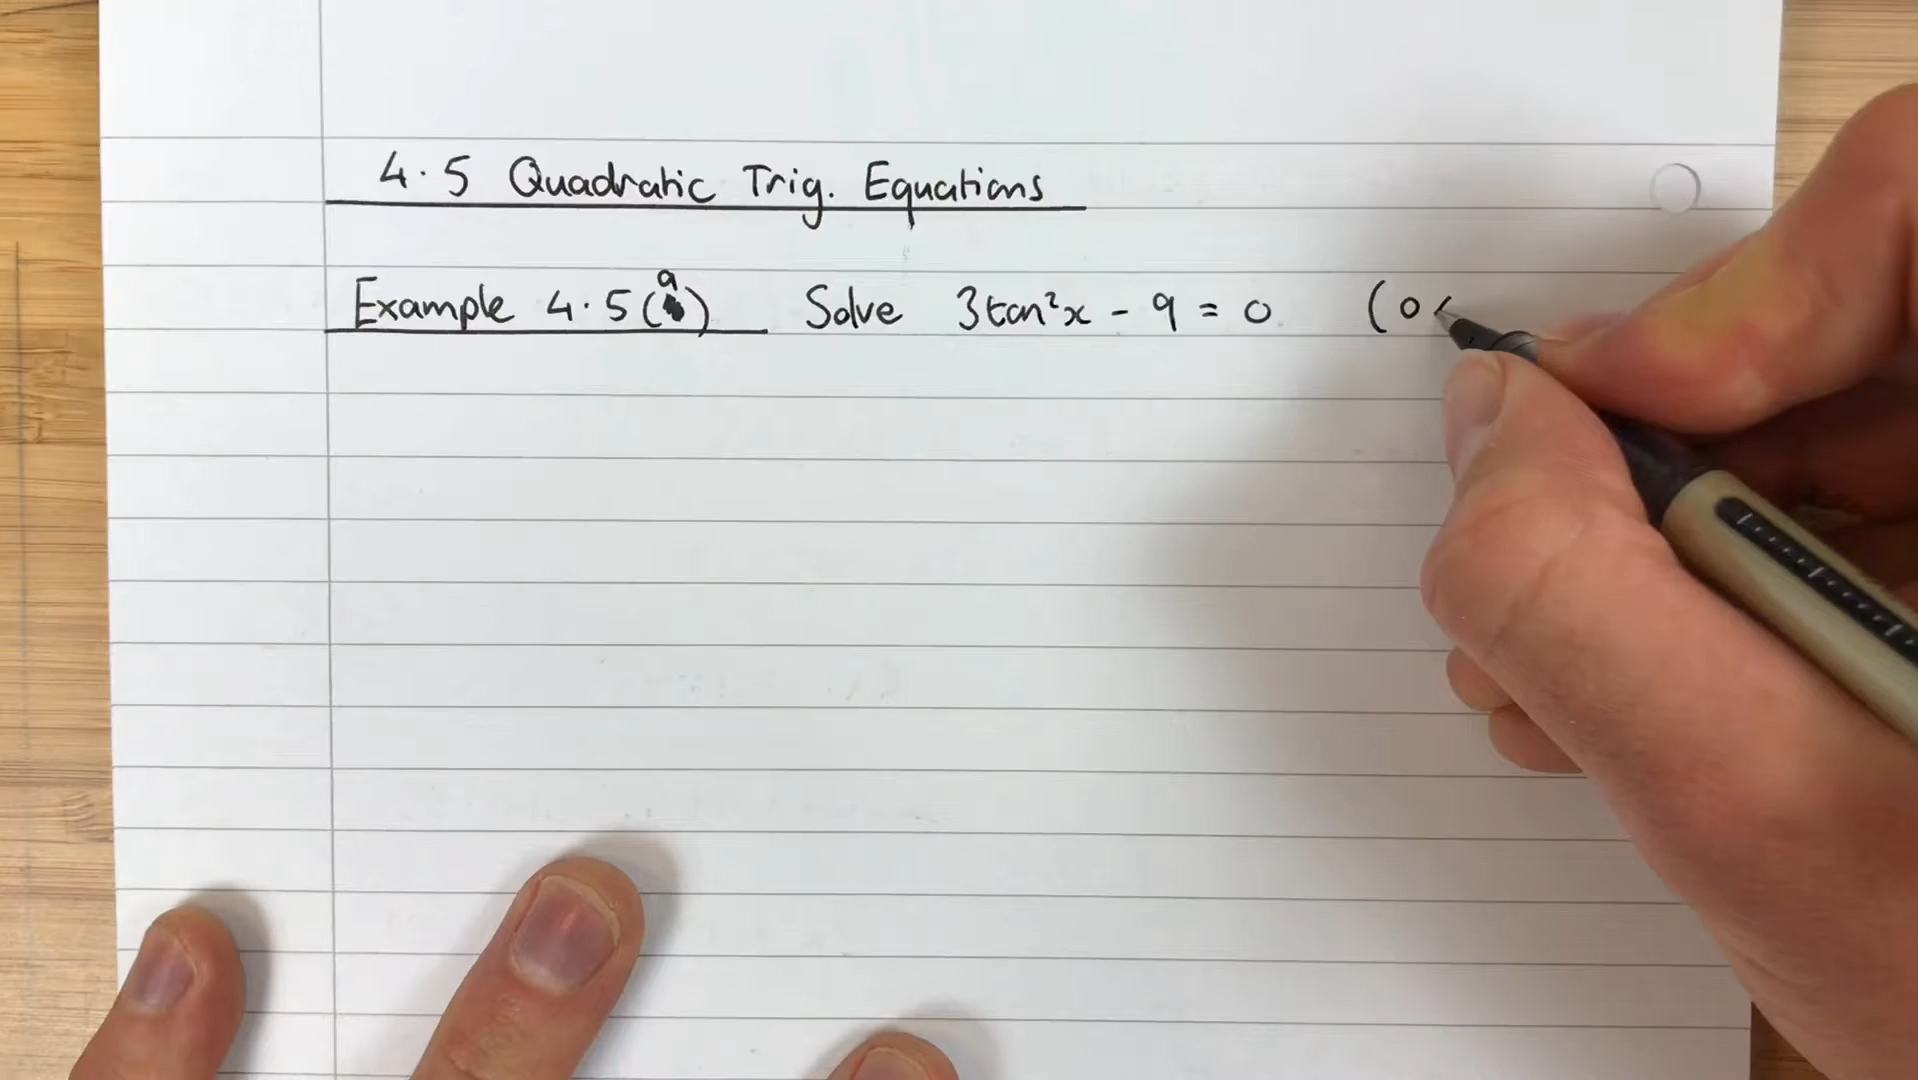 4.5 Quadratic Trig. Equations
Example 4.5(a) Solve 3tan²x - 9 = 0 (0 <